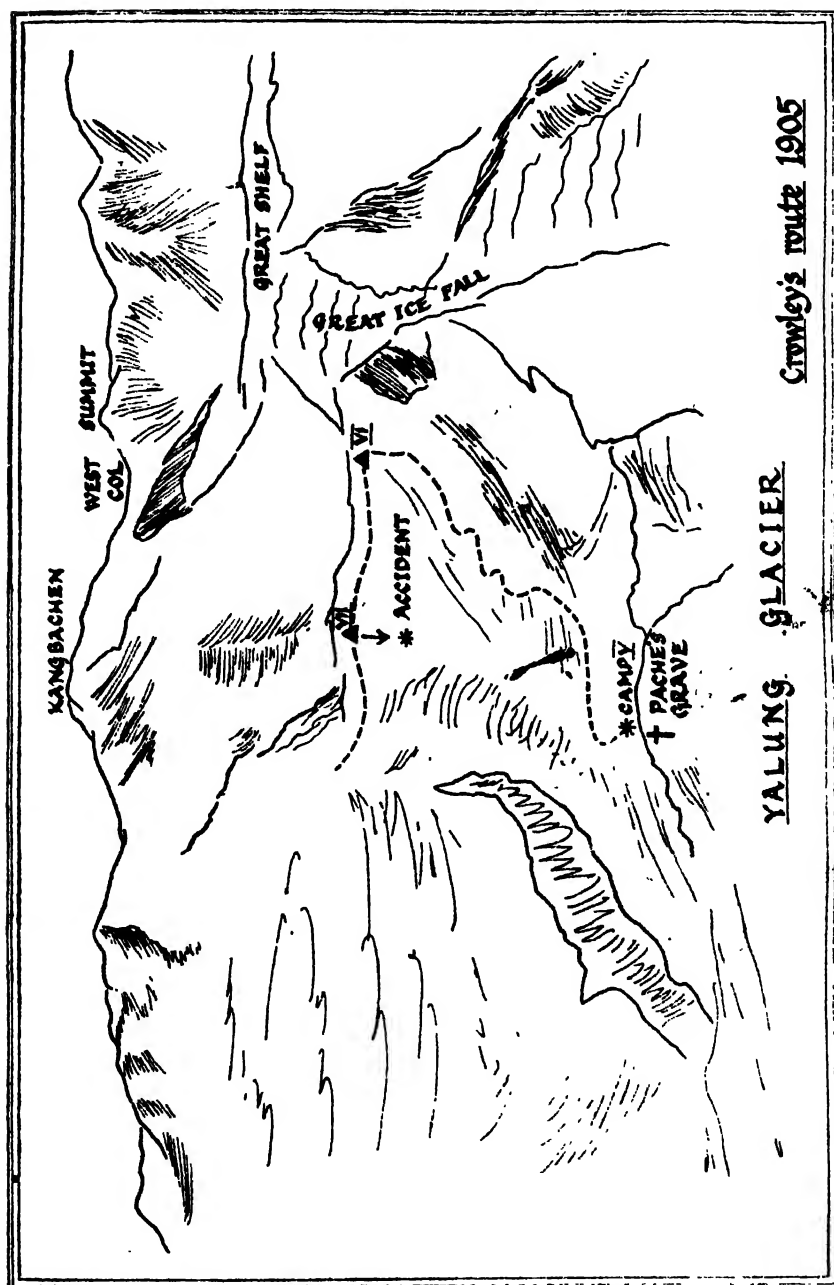 KANGBACHEN
WEST
COL
SUMMIT
GREAT SHELF
GREAT ICE FALL
VII
VI
ACCIDENT
CAMP V
PACHES
GRAVE
YALUNG GLACIER
Crowley's route 1905